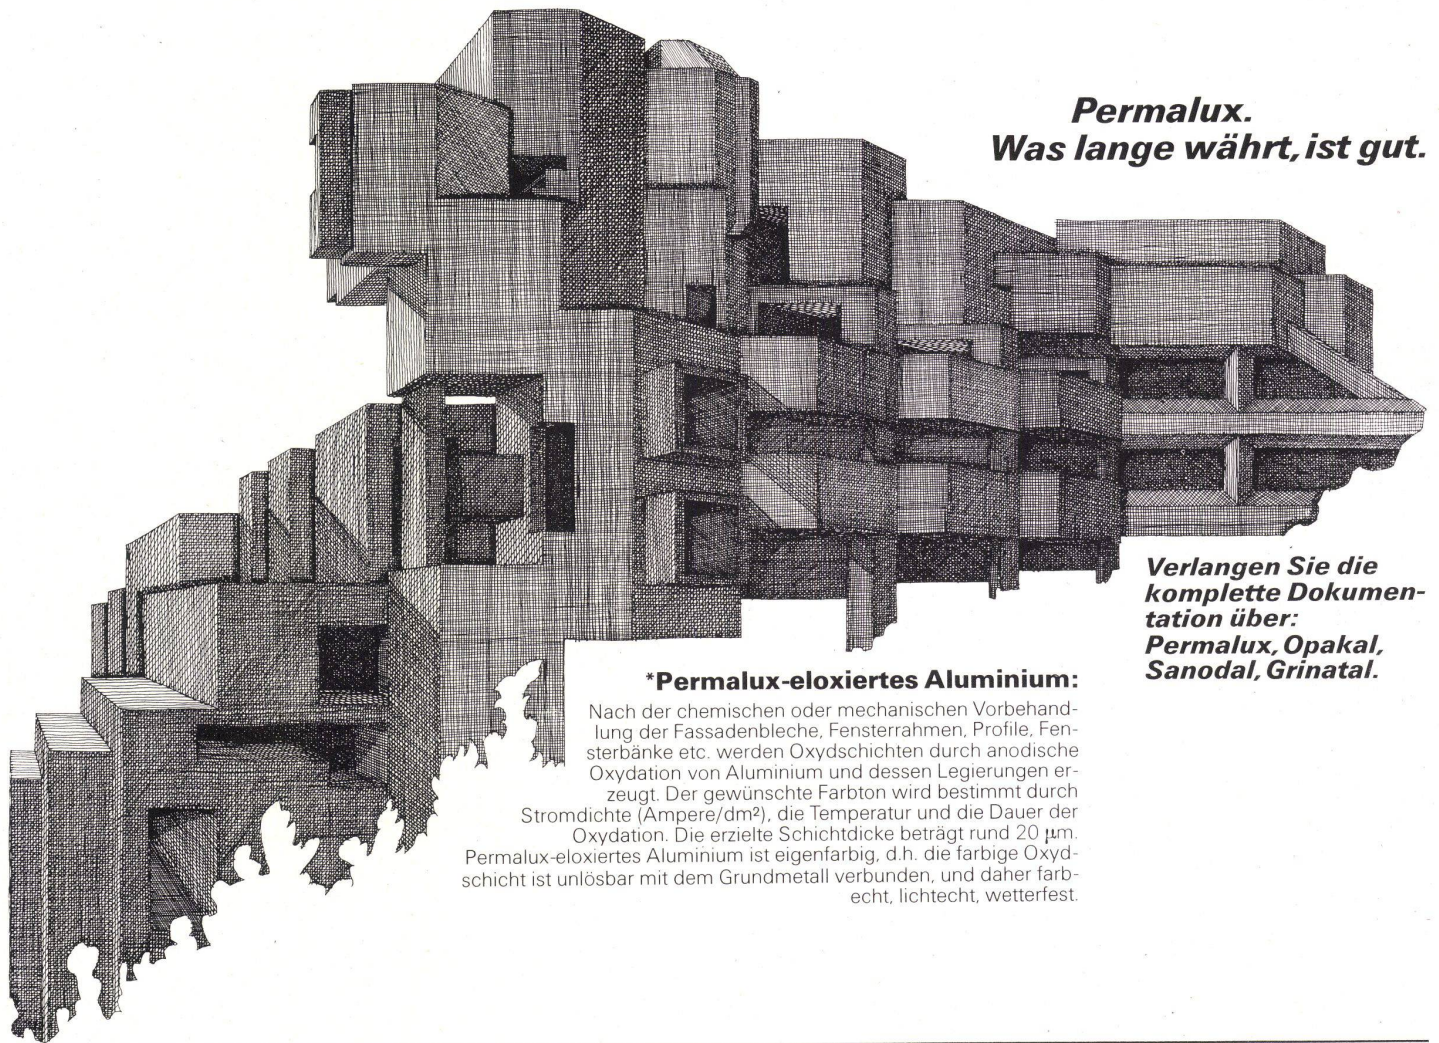 Permalux.
Was lange währt, ist gut.
Verlangen Sie die
komplette Dokumen-
tation über:
Permalux, Opakal,
Sanodal, Grinatal.
*Permalux-eloxiertes Aluminium:
Nach der chemischen oder mechanischen Vorbehand-
lung der Fassadenbleche, Fensterrahmen, Profile, Fen-
sterbänke etc. werden Oxydschichten durch anodische
Oxydation von Aluminium und dessen Legierungen er-
zeugt. Der gewünschte Farbton wird bestimmt durch
Stromdichte (Ampere/dm²), die Temperatur und die Dauer der
Oxydation. Die erzielte Schichtdicke beträgt rund 20 µm.
Permalux-eloxiertes Aluminium ist eigenfarbig, d.h. die farbige Oxyd-
schicht ist unlösbar mit dem Grundmetall verbunden, und daher farb-
echt, lichtecht, wetterfest.